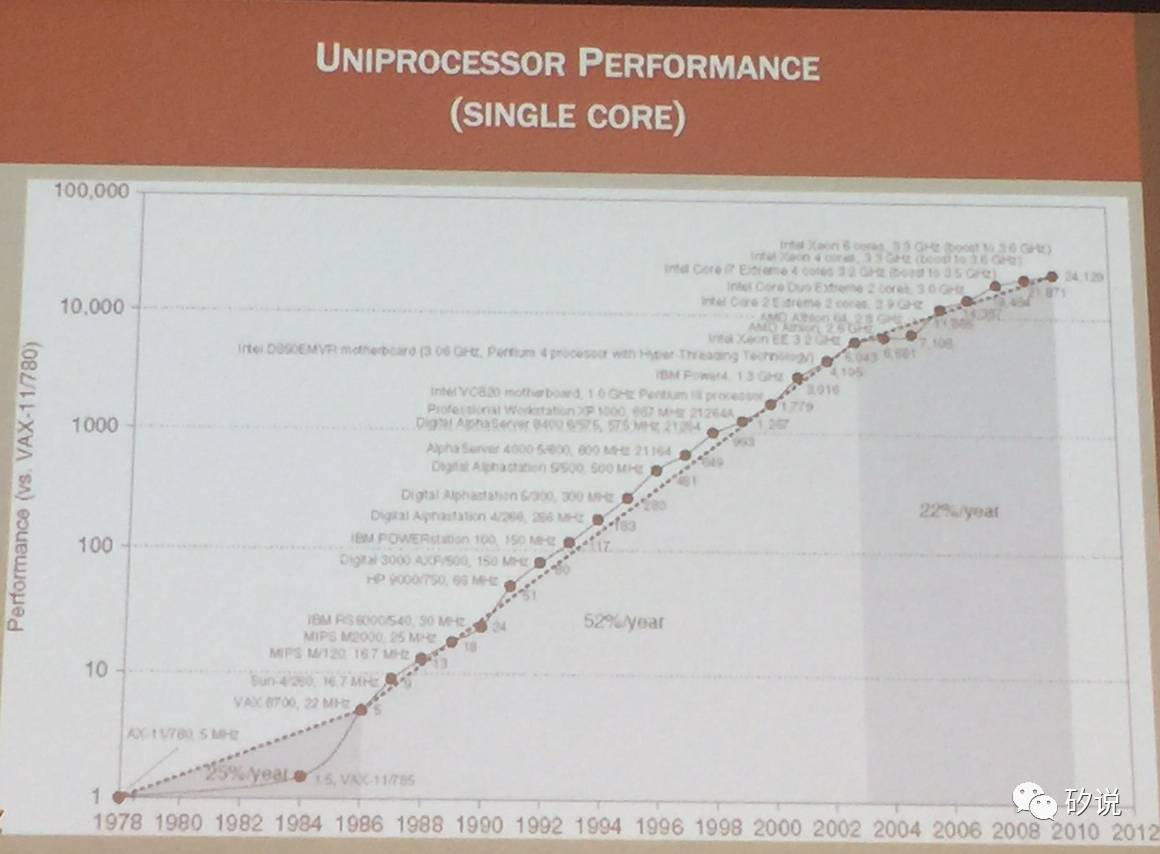 UNIPROCESSOR PERFORMANCE
(SINGLE CORE)
100,000
10,000
1000
100
10
1
Performance (vs. VAX-11/780)
Intel Xeon 6 cores, 3.3 GHz (boost to 3.6 GHz)
Intel Xeon 4 cores, 3.3 GHz (boost to 3.6 GHz)
Intel Core i7 Extreme 4 cores 3.2 GHz (boost to 3.5 GHz)
Intel Core Duo Extreme 2 cores, 3.0 GHz
Intel Core 2 Extreme 2 cores, 2.9 GHz
AMD Athlon 64, 2.8 GHz
AMD Athlon, 2.6 GHz
Intel Xeon EE 3.2 GHz
Intel D850EMVR motherboard (3.06 GHz, Pentium 4 processor with Hyper-Threading Technology)
IBM Power4, 1.3 GHz
Intel VC820 motherboard, 1.0 GHz Pentium III processor
Professional Workstation XP1000, 667 MHz 21264A
Digital AlphaServer 8400 6/575, 575 MHz 21264
AlphaServer 4000 5/600, 600 MHz 21164
Digital Alphastation 5/500, 500 MHz
Digital Alphastation 5/300, 300 MHz
Digital Alphastation 4/266, 266 MHz
IBM POWERstation 100, 150 MHz
Digital 3000 AXP/500, 150 MHz
HP 9000/750, 66 MHz
IBM RS6000/540, 30 MHz
MIPS M2000, 25 MHz
MIPS M/120, 16.7 MHz
Sun-4/260, 16.7 MHz
VAX 8700, 22 MHz
AX-11/780, 5 MHz
24,129
21,871
7,108
6,681
6,043
4,195
3,016
1,779
1,267
993
649
481
280
183
117
80
51
24
18
13
9
5
1.5, VAX-11/785
25%/year
52%/year
22%/year
1978 1980 1982 1984 1986 1988 1990 1992 1994 1996 1998 2000 2002 2004 2006 2008 2010 2012
矽说